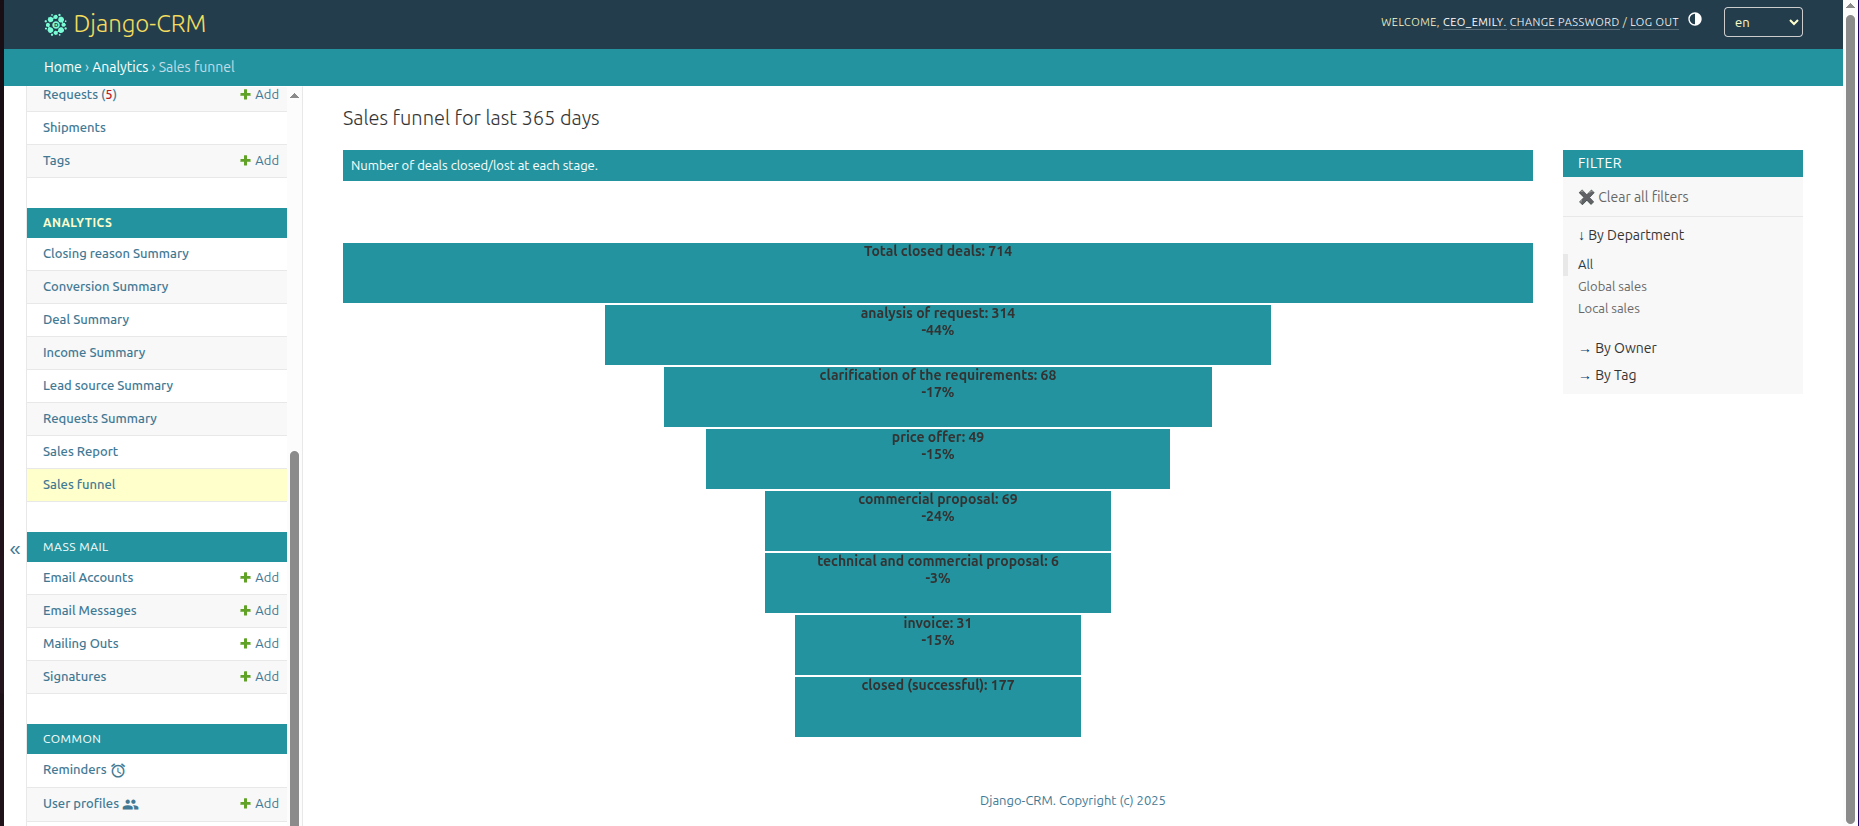 Django-CRM
WELCOME, CEO_EMILY. CHANGE PASSWORD / LOG OUT
en
Home › Analytics › Sales funnel
Requests (5)
Add
Shipments
Tags
Add
ANALYTICS
Closing reason Summary
Conversion Summary
Deal Summary
Income Summary
Lead source Summary
Requests Summary
Sales Report
Sales funnel
«
MASS MAIL
Email Accounts
Add
Email Messages
Add
Mailing Outs
Add
Signatures
Add
COMMON
Reminders
User profiles
Add
Sales funnel for last 365 days
Number of deals closed/lost at each stage.
Total closed deals: 714
analysis of request: 314
-44%
clarification of the requirements: 68
-17%
price offer: 49
-15%
commercial proposal: 69
-24%
technical and commercial proposal: 6
-3%
invoice: 31
-15%
closed (successful): 177
FILTER
Clear all filters
↓ By Department
All
Global sales
Local sales
→ By Owner
→ By Tag
Django-CRM. Copyright (c) 2025